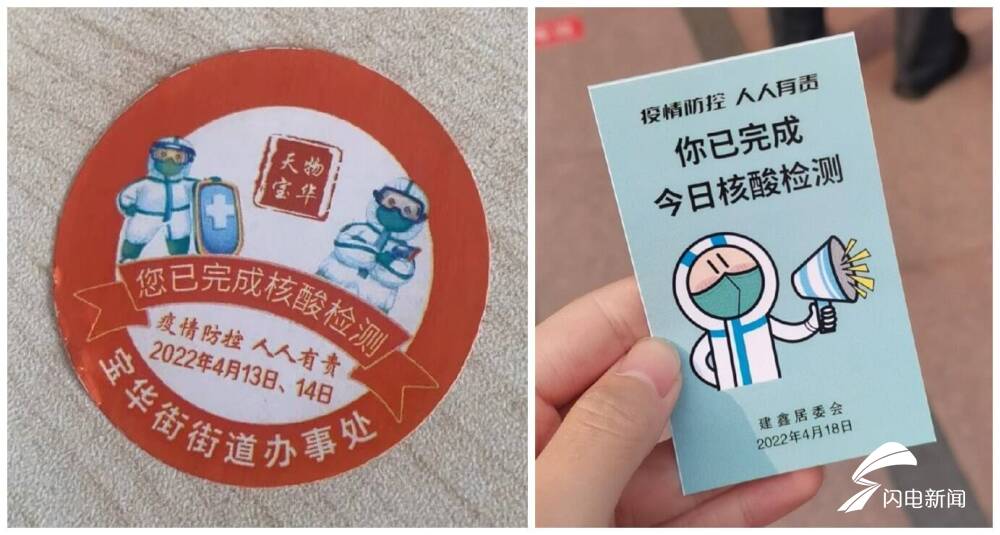 天物
宝华
您已完成核酸检测
疫情防控 人人有责
2022年4月13日、14日
宝华街街道办事处
疫情防控 人人有责
你已完成
今日核酸检测
建鑫居委会
2022年4月18日
闪电新闻